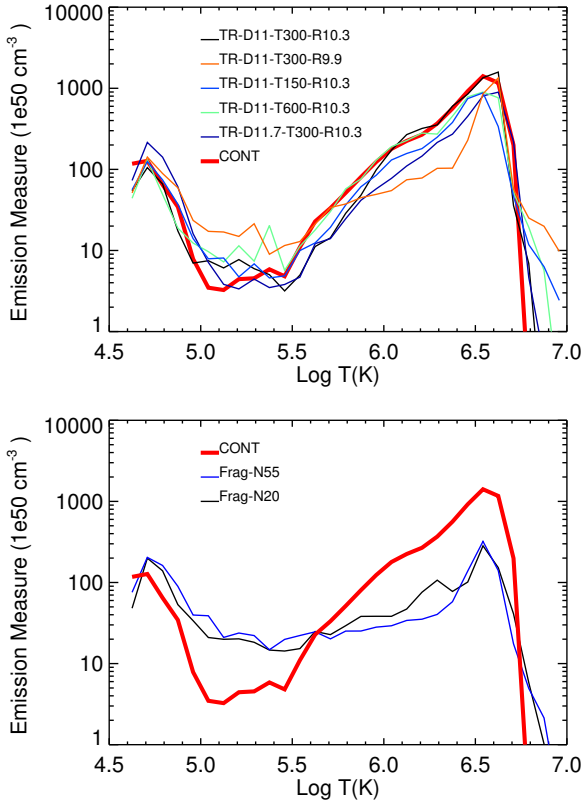 10000
1000
100
10
1
Emission Measure (1e50 cm⁻³ )
TR-D11-T300-R10.3
TR-D11-T300-R9.9
TR-D11-T150-R10.3
TR-D11-T600-R10.3
TR-D11.7-T300-R10.3
CONT
4.5 5.0 5.5 6.0 6.5 7.0
Log T(K)
10000
1000
100
10
1
Emission Measure (1e50 cm⁻³ )
CONT
Frag-N55
Frag-N20
4.5 5.0 5.5 6.0 6.5 7.0
Log T(K)